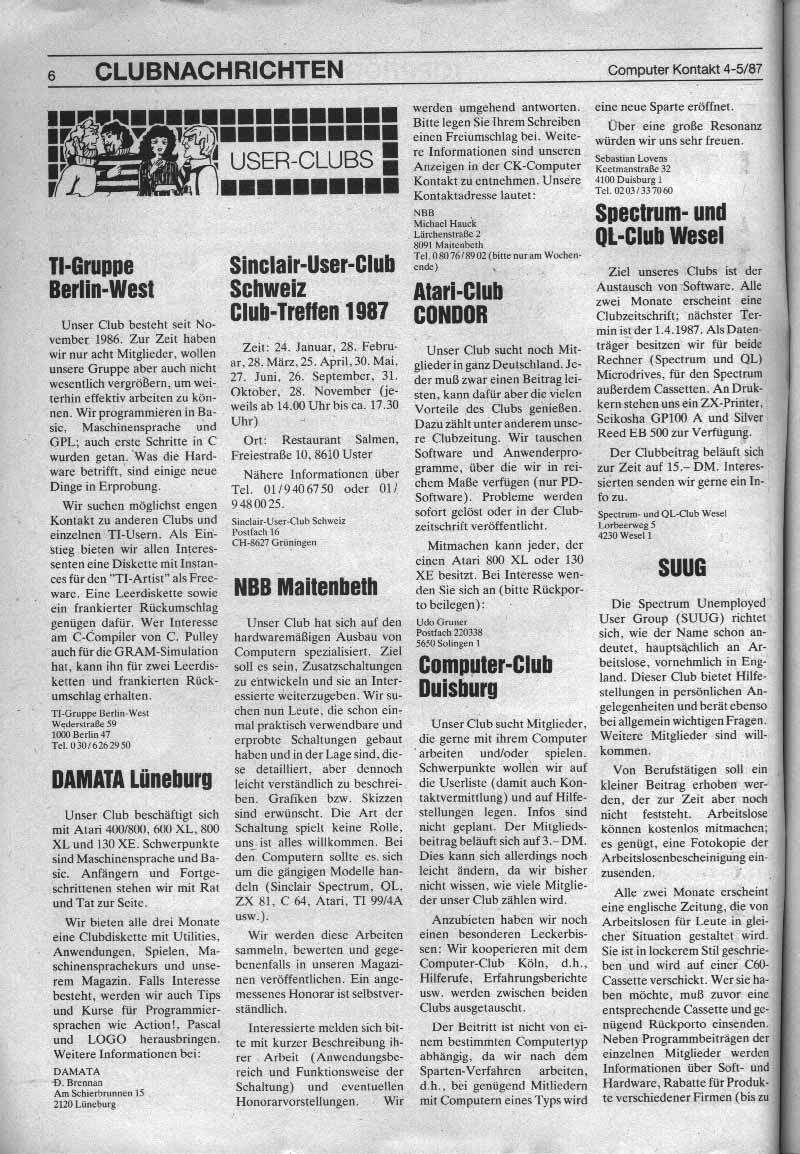 6 CLUBNACHRICHTEN Computer Kontakt 4-5/87
USER-CLUBS
TI-Gruppe
Berlin-West
Unser Club besteht seit No-
vember 1986. Zur Zeit haben
wir nur acht Mitglieder, wollen
unsere Gruppe aber auch nicht
wesentlich vergrößern, um wei-
terhin effektiv arbeiten zu kön-
nen. Wir programmieren in Ba-
sic, Maschinensprache und
GPL; auch erste Schritte in C
wurden getan. Was die Hard-
ware betrifft, sind einige neue
Dinge in Erprobung.
Wir suchen möglichst engen
Kontakt zu anderen Clubs und
einzelnen TI-Usern. Als Ein-
stieg bieten wir allen Interes-
senten eine Diskette mit Instan-
ces für den "TI-Artist" als Free-
ware. Eine Leerdiskette sowie
ein frankierter Rückumschlag
genügen dafür. Wer Interesse
am C-Compiler von C. Pulley
auch für die GRAM-Simulation
hat, kann ihn für zwei Leerdis-
ketten und frankierten Rück-
umschlag erhalten.
TI-Gruppe Berlin-West
Wederstraße 59
1000 Berlin 47
Tel. 0 30/6 26 29 50
DAMATA Lüneburg
Unser Club beschäftigt sich
mit Atari 400/800, 600 XL, 800
XL und 130 XE. Schwerpunkte
sind Maschinensprache und Ba-
sic. Anfängern und Fortge-
schrittenen stehen wir mit Rat
und Tat zur Seite.
Wir bieten alle drei Monate
eine Clubdiskette mit Utilities,
Anwendungen, Spielen, Ma-
schinensprachekurs und unse-
rem Magazin. Falls Interesse
besteht, werden wir auch Tips
und Kurse für Programmier-
sprachen wie Action!, Pascal
und LOGO herausbringen.
Weitere Informationen bei:
DAMATA
D. Brennan
Am Schierbrunnen 15
2120 Lüneburg
Sinclair-User-Club
Schweiz
Club-Treffen 1987
Zeit: 24. Januar, 28. Febru-
ar, 28. März, 25. April, 30. Mai,
27. Juni, 26. September, 31.
Oktober, 28. November (je-
weils ab 14.00 Uhr bis ca. 17.30
Uhr)
Ort: Restaurant Salmen,
Freiestraße 10, 8610 Uster
Nähere Informationen über
Tel. 01/9 40 67 50 oder 01/
9 48 00 25.
Sinclair-User-Club Schweiz
Postfach 16
CH-8627 Grüningen
NBB Maitenbeth
Unser Club hat sich auf den
hardwaremäßigen Ausbau von
Computern spezialisiert. Ziel
soll es sein, Zusatzschaltungen
zu entwickeln und sie an Inter-
essierte weiterzugeben. Wir su-
chen nun Leute, die schon ein-
mal praktisch verwendbare und
erprobte Schaltungen gebaut
haben und in der Lage sind, die-
se detailliert, aber dennoch
leicht verständlich zu beschrei-
ben. Grafiken bzw. Skizzen
sind erwünscht. Die Art der
Schaltung spielt keine Rolle,
uns ist alles willkommen. Bei
den Computern sollte es sich
um die gängigen Modelle han-
deln (Sinclair Spectrum, QL,
ZX 81, C 64, Atari, TI 99/4A
usw.).
Wir werden diese Arbeiten
sammeln, bewerten und gege-
benenfalls in unseren Magazi-
nen veröffentlichen. Ein ange-
messenes Honorar ist selbstver-
ständlich.
Interessierte melden sich bit-
te mit kurzer Beschreibung ih-
rer Arbeit (Anwendungsbe-
reich und Funktionsweise der
Schaltung) und eventuellen
Honorarvorstellungen. Wir
werden umgehend antworten.
Bitte legen Sie Ihrem Schreiben
einen Freiumschlag bei. Weite-
re Informationen sind unseren
Anzeigen in der CK-Computer
Kontakt zu entnehmen. Unsere
Kontaktadresse lautet:
NBB
Michael Hauck
Lärchenstraße 2
8091 Maitenbeth
Tel. 0 80 76/89 02 (bitte nur am Wochen-
ende)
Atari-Club
CONDOR
Unser Club sucht noch Mit-
glieder in ganz Deutschland. Je-
der muß zwar einen Beitrag lei-
sten, kann dafür aber die vielen
Vorteile des Clubs genießen.
Dazu zählt unter anderem unse-
re Clubzeitung. Wir tauschen
Software und Anwenderpro-
gramme, über die wir in rei-
chem Maße verfügen (nur PD-
Software). Probleme werden
sofort gelöst oder in der Club-
zeitschrift veröffentlicht.
Mitmachen kann jeder, der
einen Atari 800 XL oder 130
XE besitzt. Bei Interesse wen-
den Sie sich an (bitte Rückpor-
to beilegen):
Udo Gruner
Postfach 220338
5650 Solingen 1
Computer-Club
Duisburg
Unser Club sucht Mitglieder,
die gerne mit ihrem Computer
arbeiten und/oder spielen.
Schwerpunkte wollen wir auf
die Userliste (damit auch Kon-
taktvermittlung) und auf Hilfe-
stellungen legen. Infos sind
nicht geplant. Der Mitglieds-
beitrag beläuft sich auf 3.– DM.
Dies kann sich allerdings noch
leicht ändern, da wir bisher
nicht wissen, wie viele Mitglie-
der unser Club zählen wird.
Anzubieten haben wir noch
einen besonderen Leckerbis-
sen: Wir kooperieren mit dem
Computer-Club Köln, d.h.,
Hilferufe, Erfahrungsberichte
usw. werden zwischen beiden
Clubs ausgetauscht.
Der Beitritt ist nicht von ei-
nem bestimmten Computertyp
abhängig, da wir nach dem
Sparten-Verfahren arbeiten,
d.h., bei genügend Mitliedern
mit Computern eines Typs wird
eine neue Sparte eröffnet.
Über eine große Resonanz
würden wir uns sehr freuen.
Sebastian Lovens
Keetmanstraße 32
4100 Duisburg 1
Tel. 02 03/33 70 60
Spectrum- und
QL-Club Wesel
Ziel unseres Clubs ist der
Austausch von Software. Alle
zwei Monate erscheint eine
Clubzeitschrift; nächster Ter-
min ist der 1.4.1987. Als Daten-
träger besitzen wir für beide
Rechner (Spectrum und QL)
Microdrives, für den Spectrum
außerdem Cassetten. An Druk-
kern stehen uns ein ZX-Printer,
Seikosha GP100 A und Silver
Reed EB 500 zur Verfügung.
Der Clubbeitrag beläuft sich
zur Zeit auf 15.– DM. Interes-
sierten senden wir gerne ein In-
fo zu.
Spectrum- und QL-Club Wesel
Lorbeerweg 5
4230 Wesel 1
SUUG
Die Spectrum Unemployed
User Group (SUUG) richtet
sich, wie der Name schon an-
deutet, hauptsächlich an Ar-
beitslose, vornehmlich in Eng-
land. Dieser Club bietet Hilfe-
stellungen in persönlichen An-
gelegenheiten und berät ebenso
bei allgemein wichtigen Fragen.
Weitere Mitglieder sind will-
kommen.
Von Berufstätigen soll ein
kleiner Beitrag erhoben wer-
den, der zur Zeit aber noch
nicht feststeht. Arbeitslose
können kostenlos mitmachen;
es genügt, eine Fotokopie der
Arbeitslosenbescheinigung ein-
zusenden.
Alle zwei Monate erscheint
eine englische Zeitung, die von
Arbeitslosen für Leute in glei-
cher Situation gestaltet wird.
Sie ist in lockerem Stil geschrie-
ben und wird auf einer C60-
Cassette verschickt. Wer sie ha-
ben möchte, muß zuvor eine
entsprechende Cassette und ge-
nügend Rückporto einsenden.
Neben Programmbeiträgen der
einzelnen Mitglieder werden
Informationen über Soft- und
Hardware, Rabatte für Produk-
te verschiedener Firmen (bis zu